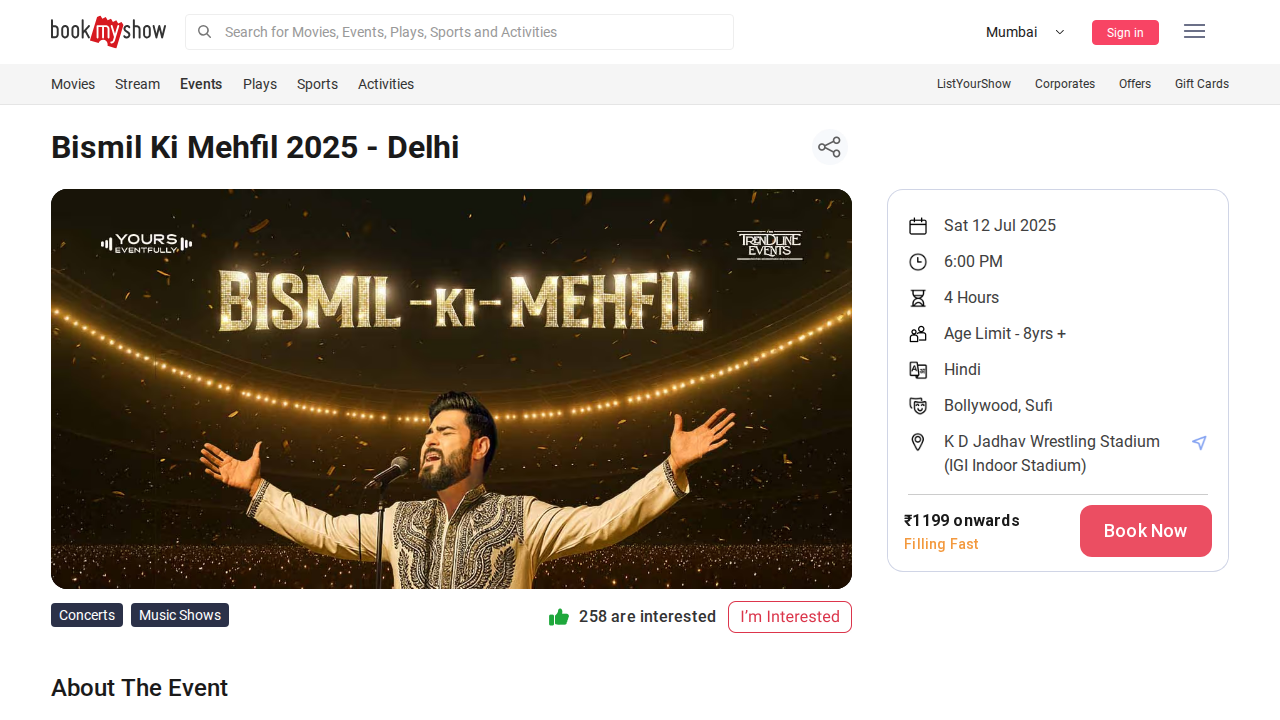 bookmyshow
Search for Movies, Events, Plays, Sports and Activities
Mumbai
Sign in
Movies
Stream
Events
Plays
Sports
Activities
ListYourShow
Corporates
Offers
Gift Cards
Bismil Ki Mehfil 2025 - Delhi
YOURS
EVENTFULLY
TRENDLINE
EVENTS
BISMIL -KI- MEHFIL
Sat 12 Jul 2025
6:00 PM
4 Hours
Age Limit - 8yrs +
Hindi
Bollywood, Sufi
K D Jadhav Wrestling Stadium
(IGI Indoor Stadium)
₹1199 onwards
Filling Fast
Book Now
Concerts
Music Shows
258 are interested
I'm Interested
About The Event